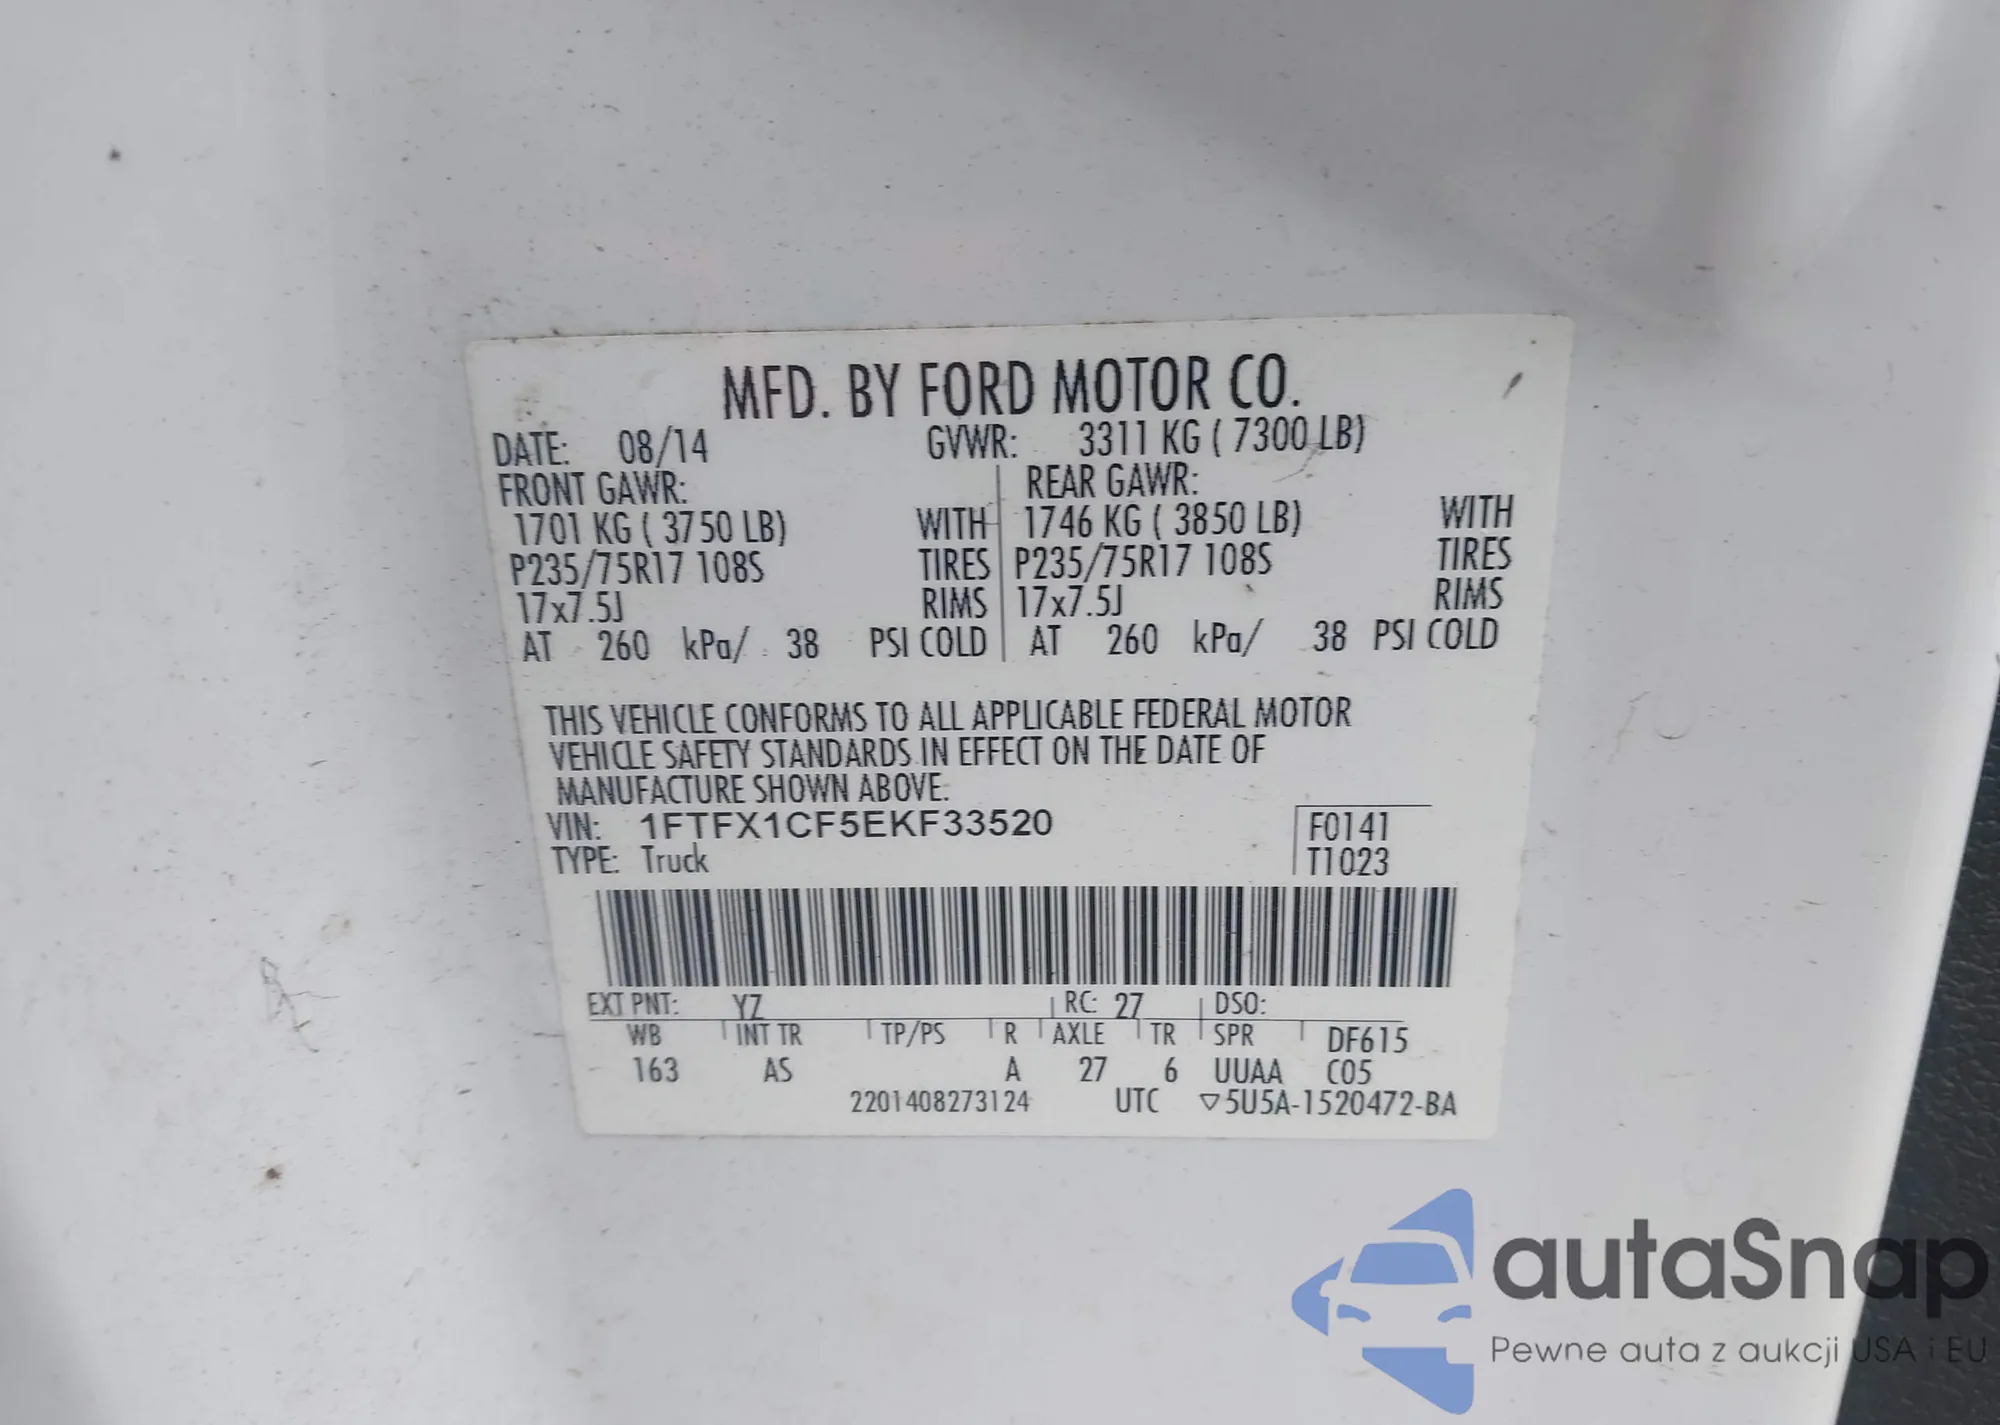 MFD. BY FORD MOTOR CO.
DATE: 08/14 GVWR: 3311 KG ( 7300 LB)
FRONT GAWR: REAR GAWR:
1701 KG ( 3750 LB) WITH 1746 KG ( 3850 LB) WITH
P235/75R17 108S TIRES P235/75R17 108S TIRES
17x7.5J RIMS 17x7.5J RIMS
AT 260 kPa/ 38 PSI COLD AT 260 kPa/ 38 PSI COLD
THIS VEHICLE CONFORMS TO ALL APPLICABLE FEDERAL MOTOR
VEHICLE SAFETY STANDARDS IN EFFECT ON THE DATE OF
MANUFACTURE SHOWN ABOVE.
VIN: 1FTFX1CF5EKF33520 F0141
TYPE: Truck T1023
EXT PNT: YZ RC: 27 DSO:
WB INT TR TP/PS R AXLE TR SPR DF615
163 AS A 27 6 UUAA C05
2201408273124 UTC ▽5U5A-1520472-BA
autaSnap
Pewne auta z aukcji USA i EU